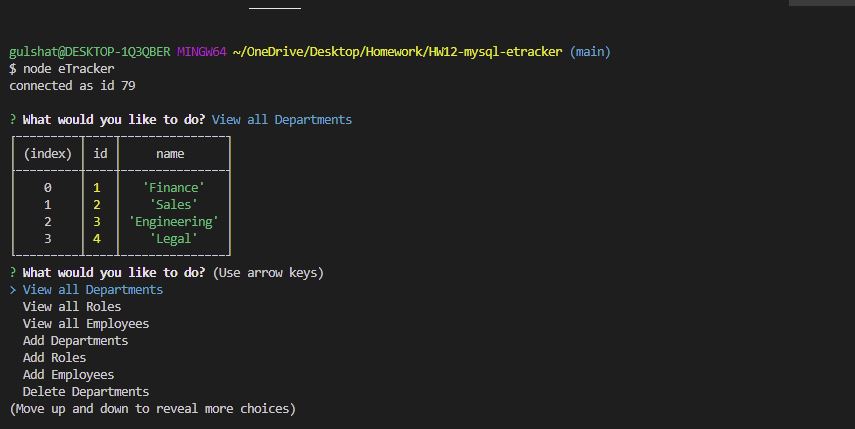 gulshat@DESKTOP-1Q3QBER MINGW64 ~/OneDrive/Desktop/Homework/HW12-mysql-etracker (main)
$ node eTracker
connected as id 79
? What would you like to do? View all Departments
(index) id name
0 1 'Finance'
1 2 'Sales'
2 3 'Engineering'
3 4 'Legal'
? What would you like to do? (Use arrow keys)
> View all Departments
View all Roles
View all Employees
Add Departments
Add Roles
Add Employees
Delete Departments
(Move up and down to reveal more choices)